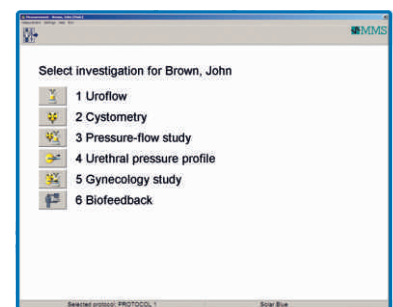 MMS
Select investigation for Brown, John
1 Uroflow
2 Cystometry
3 Pressure-flow study
4 Urethral pressure profile
5 Gynecology study
6 Biofeedback
Selected protocol: PROTOCOL 1
Solar Blue